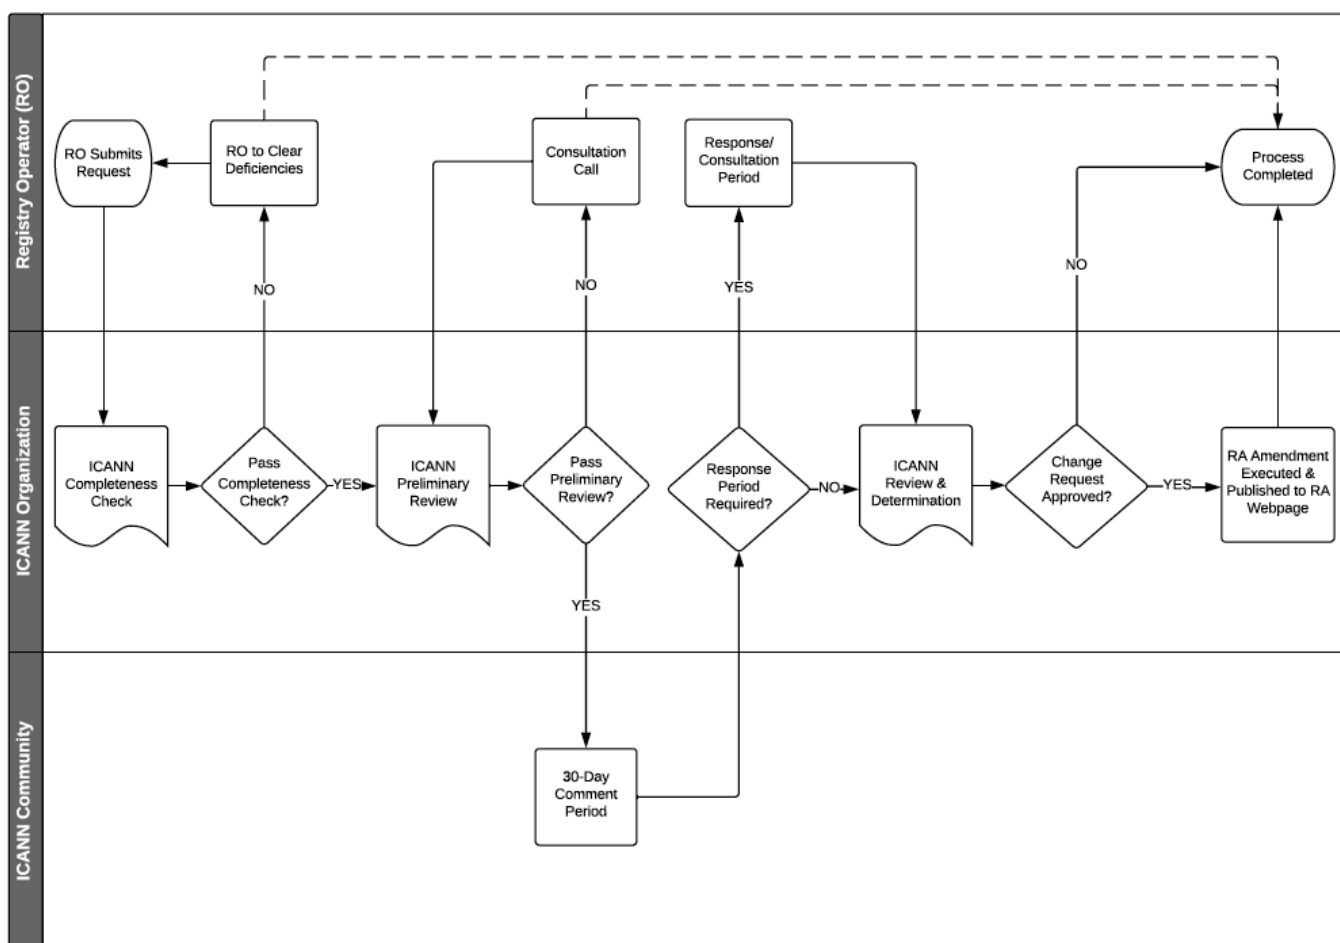 Registry Operator (RO)
RO Submits
Request
RO to Clear
Deficiencies
Consultation
Call
Response/
Consultation
Period
Process
Completed
NO
NO
YES
NO
ICANN Organization
ICANN
Completeness
Check
Pass
Completeness
Check?
YES
ICANN
Preliminary
Review
Pass
Preliminary
Review?
Response
Period
Required?
NO
ICANN
Review &
Determination
Change
Request
Approved?
YES
RA Amendment
Executed &
Published to RA
Webpage
YES
ICANN Community
30-Day
Comment
Period